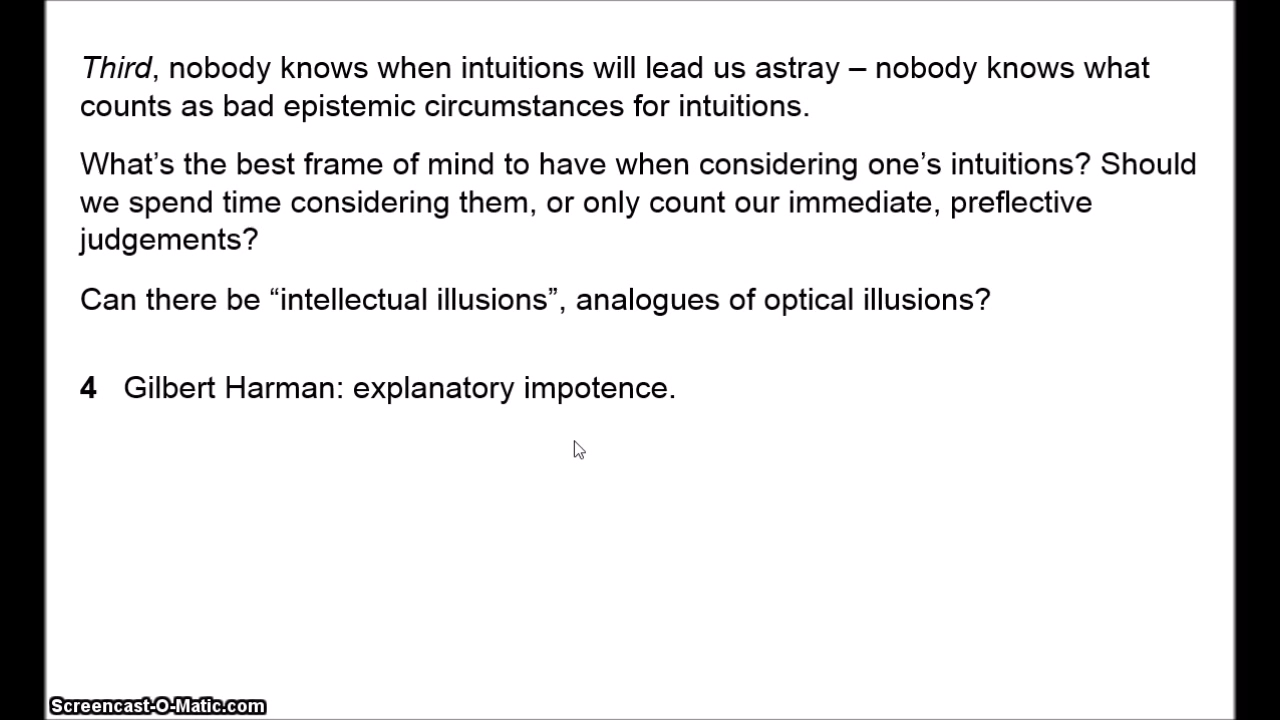 Third, nobody knows when intuitions will lead us astray – nobody knows what
counts as bad epistemic circumstances for intuitions.
What’s the best frame of mind to have when considering one’s intuitions? Should
we spend time considering them, or only count our immediate, preflective
judgements?
Can there be “intellectual illusions”, analogues of optical illusions?
4 Gilbert Harman: explanatory impotence.
Screencast-O-Matic.com